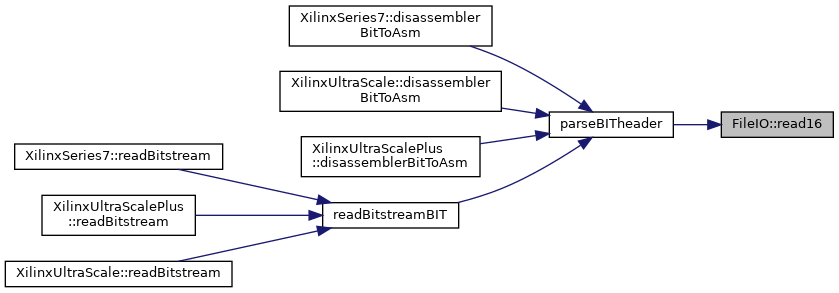 XilinxSeries7::disassembler
BitToAsm
XilinxUltraScale::disassembler
BitToAsm
parseBITheader
FileIO::read16
XilinxUltraScalePlus
::disassemblerBitToAsm
XilinxSeries7::readBitstream
XilinxUltraScalePlus
::readBitstream
readBitstreamBIT
XilinxUltraScale::readBitstream